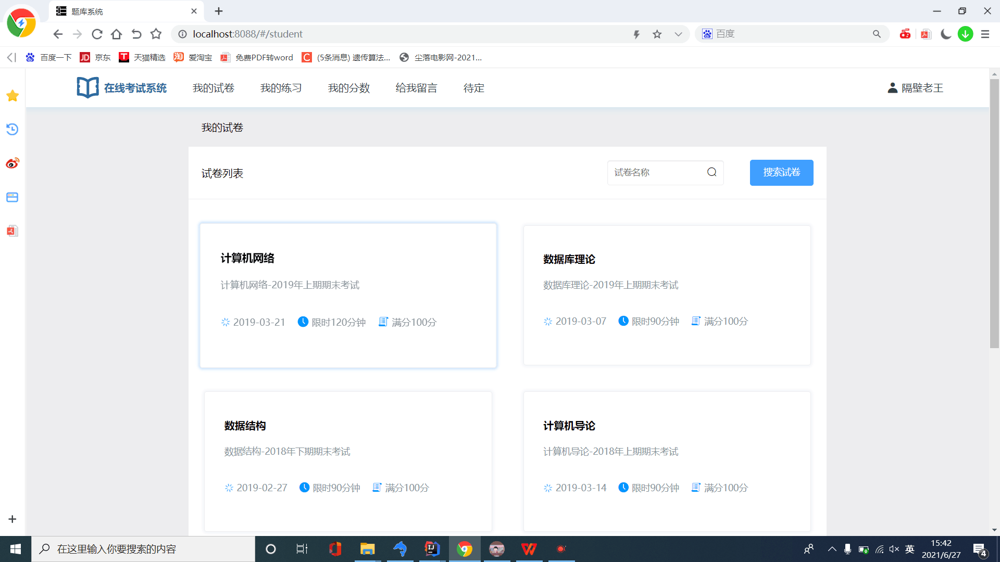 题库系统
localhost:8088/#/student
百度
百度一下
京东
天猫精选
爱淘宝
免费PDF转word
(5条消息) 遗传算法...
尘落电影网-2021...
在线考试系统
我的试卷
我的练习
我的分数
给我留言
待定
隔壁老王
我的试卷
试卷列表
试卷名称
搜索试卷
计算机网络
计算机网络-2019年上期期末考试
2019-03-21 限时120分钟 满分100分
数据库理论
数据库理论-2019年上期期末考试
2019-03-07 限时90分钟 满分100分
数据结构
数据结构-2018年下期期末考试
2019-02-27 限时90分钟 满分100分
计算机导论
计算机导论-2018年上期期末考试
2019-03-14 限时90分钟 满分100分
在这里输入你要搜索的内容
英
15:42
2021/6/27
4